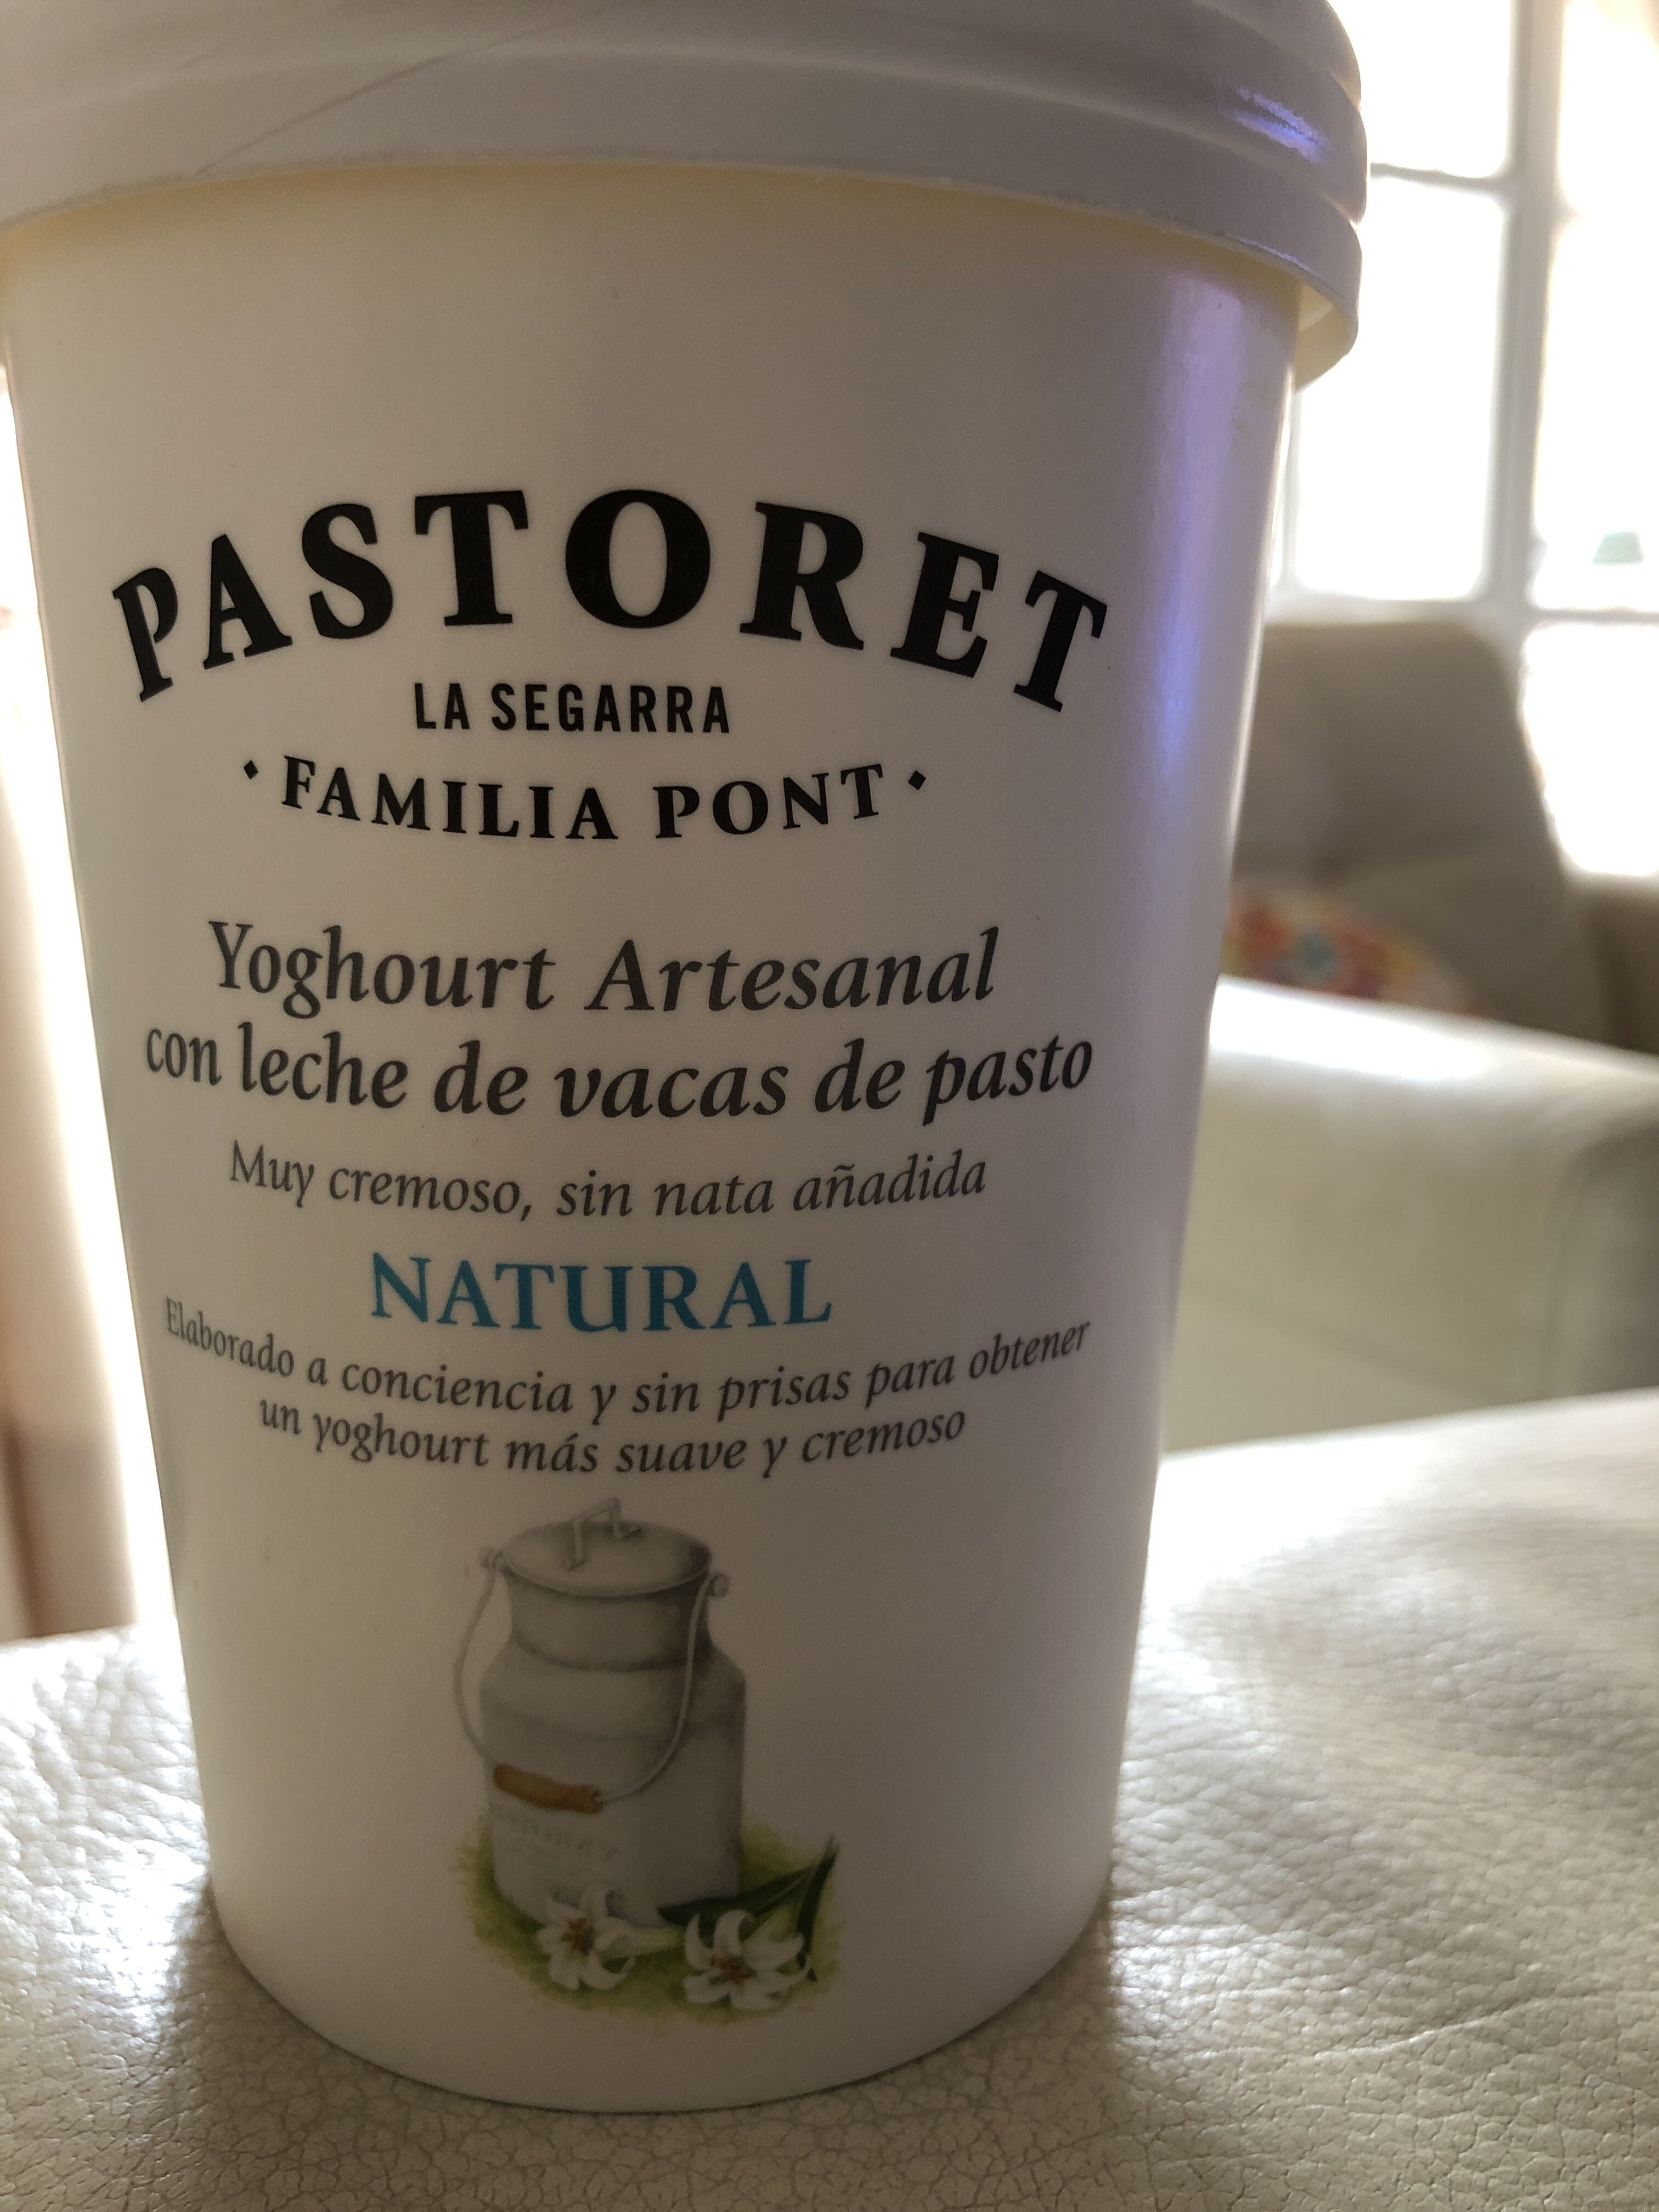 PASTORET
LA SEGARRA
· FAMILIA PONT ·
Yoghourt Artesanal
con leche de vacas de pasto
Muy cremoso, sin nata añadida
NATURAL
Elaborado a conciencia y sin prisas para obtener
un yoghourt más suave y cremoso